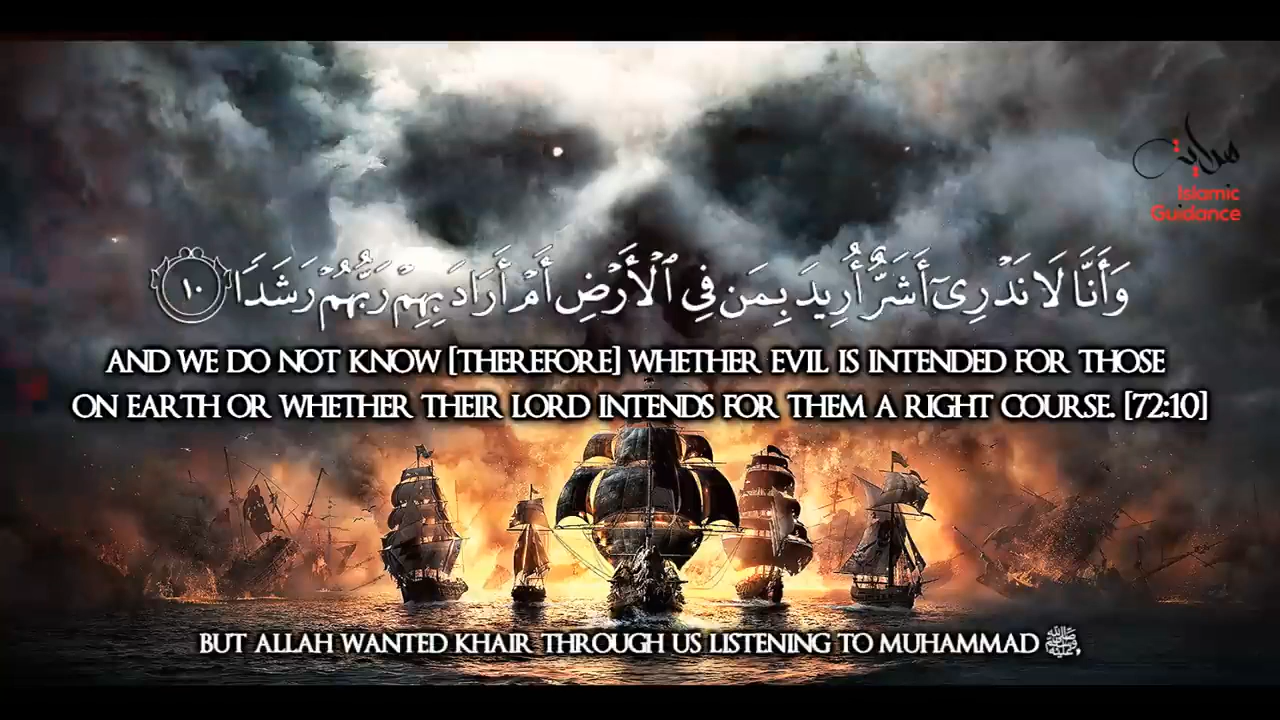 هداية
Islamic
Guidance
وَأَنَّا لَا نَدْرِىٓ أَشَرٌّ أُرِيدَ بِمَن فِى ٱلْأَرْضِ أَمْ أَرَادَ بِهِمْ رَبُّهُمْ رَشَدًا ١٠
AND WE DO NOT KNOW [THEREFORE] WHETHER EVIL IS INTENDED FOR THOSE
ON EARTH OR WHETHER THEIR LORD INTENDS FOR THEM A RIGHT COURSE. [72:10]
BUT ALLAH WANTED KHAIR THROUGH US LISTENING TO MUHAMMAD ﷺ,